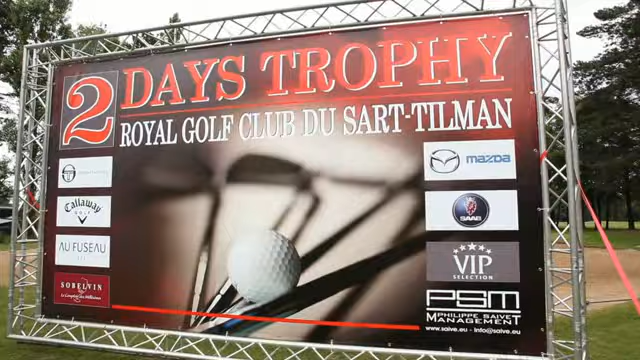 2 DAYS TROPHY
ROYAL GOLF CLUB DU SART-TILMAN
Callaway
GOLF
AU FUSEAU
SOBELVIN
mazda
SAAB
VIP
SELECTION
PSM
PHILIPPE SAIVE
MANAGEMENT
www.saive.eu - info@saive.eu